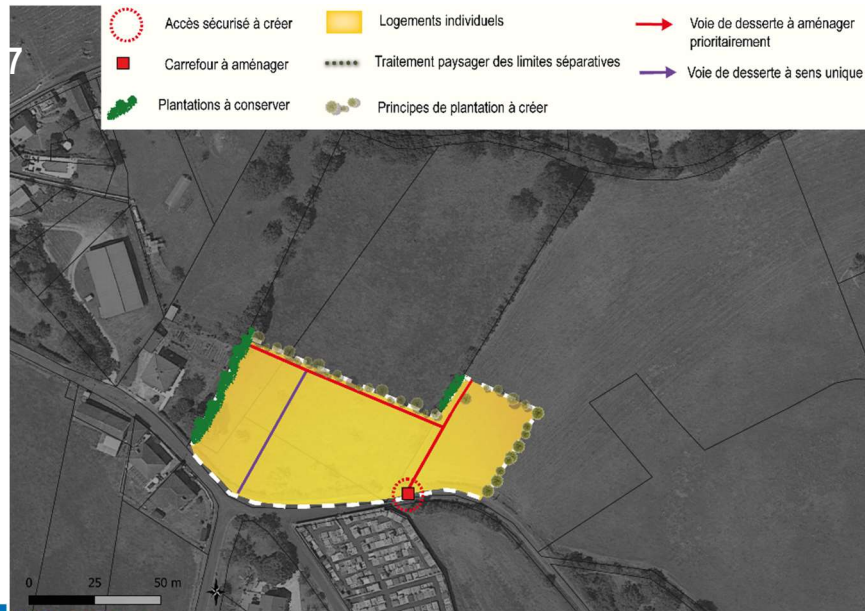 7
Accès sécurisé à créer
Carrefour à aménager
Plantations à conserver
Logements individuels
Traitement paysager des limites séparatives
Principes de plantation à créer
Voie de desserte à aménager
prioritairement
Voie de desserte à sens unique
0 25 50 m